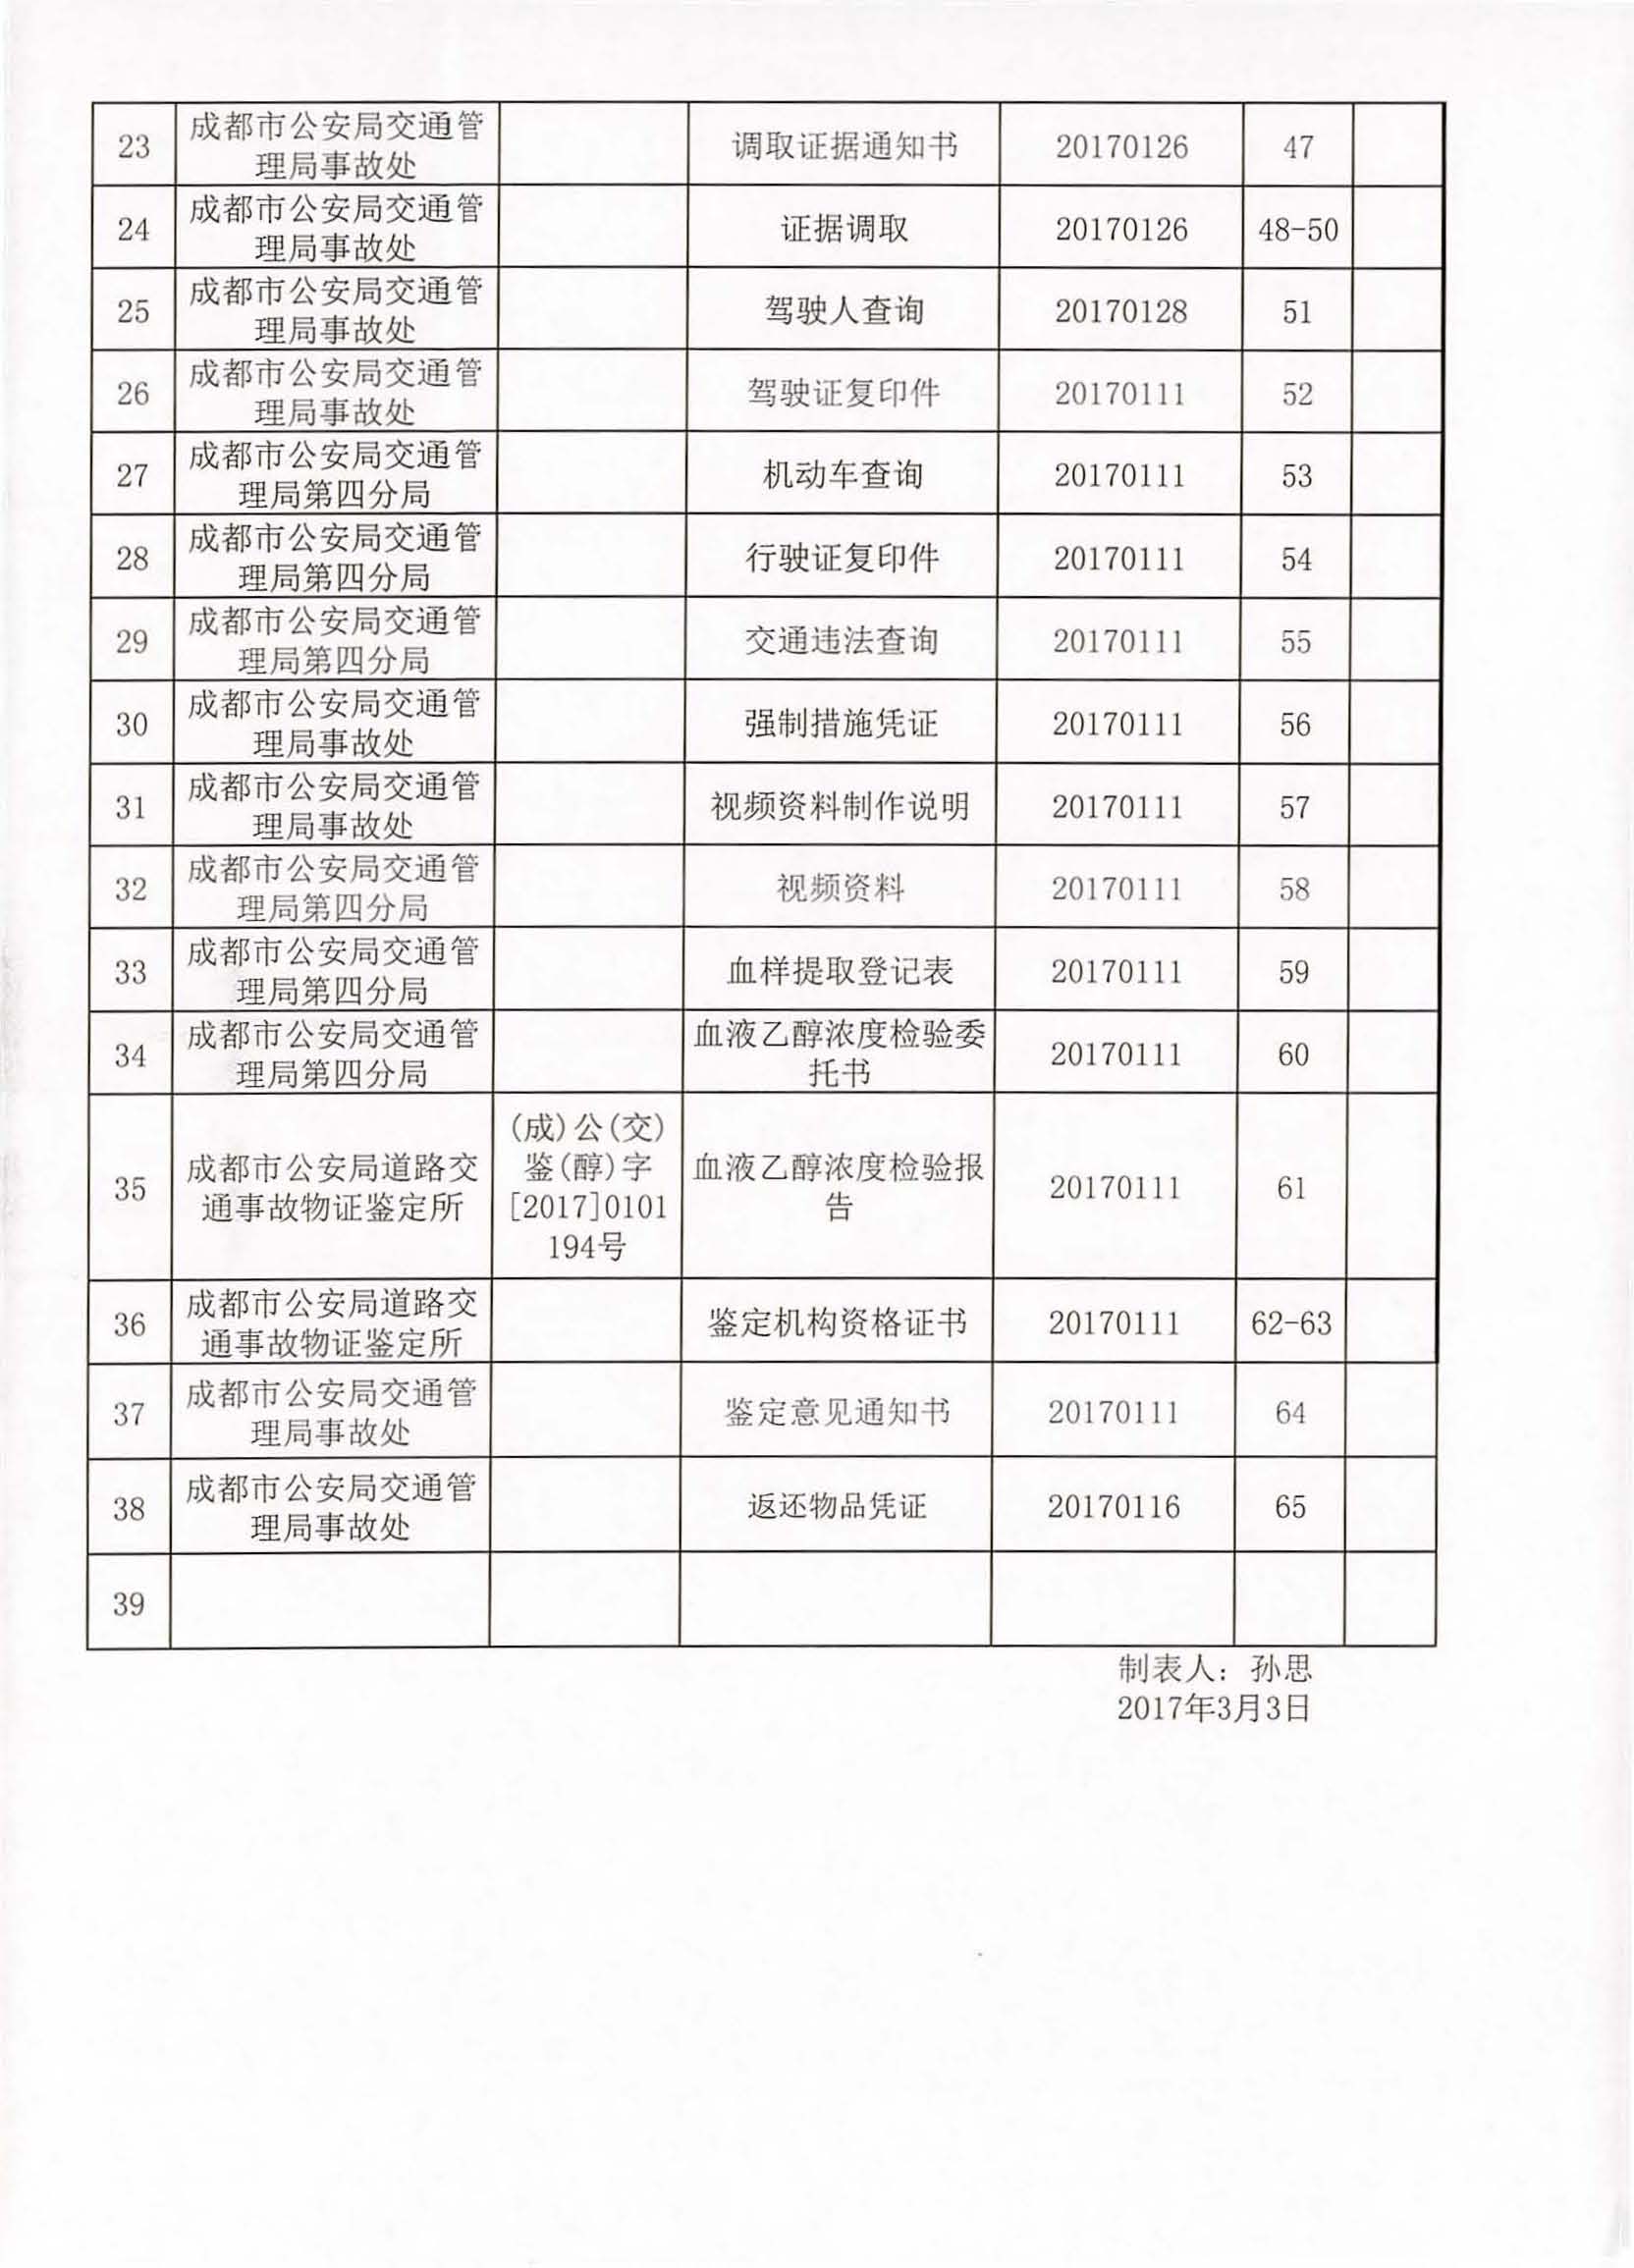 23 成都市公安局交通管 调取证据通知书 20170126 47
理局事故处
24 成都市公安局交通管 证据调取 20170126 48-50
理局事故处
25 成都市公安局交通管 驾驶人查询 20170128 51
理局事故处
26 成都市公安局交通管 驾驶证复印件 20170111 52
理局事故处
27 成都市公安局交通管 机动车查询 20170111 53
理局第四分局
28 成都市公安局交通管 行驶证复印件 20170111 54
理局第四分局
29 成都市公安局交通管 交通违法查询 20170111 55
理局第四分局
30 成都市公安局交通管 强制措施凭证 20170111 56
理局事故处
31 成都市公安局交通管 视频资料制作说明 20170111 57
理局事故处
32 成都市公安局交通管 视频资料 20170111 58
理局第四分局
33 成都市公安局交通管 血样提取登记表 20170111 59
理局第四分局
34 成都市公安局交通管 血液乙醇浓度检验委 20170111 60
理局第四分局 托书
(成)公(交)
35 成都市公安局道路交 鉴(醇)字 血液乙醇浓度检验报 20170111 61
通事故物证鉴定所 [2017]0101 告
194号
36 成都市公安局道路交 鉴定机构资格证书 20170111 62-63
通事故物证鉴定所
37 成都市公安局交通管 鉴定意见通知书 20170111 64
理局事故处
38 成都市公安局交通管 返还物品凭证 20170116 65
理局事故处
39
制表人：孙思
2017年3月3日